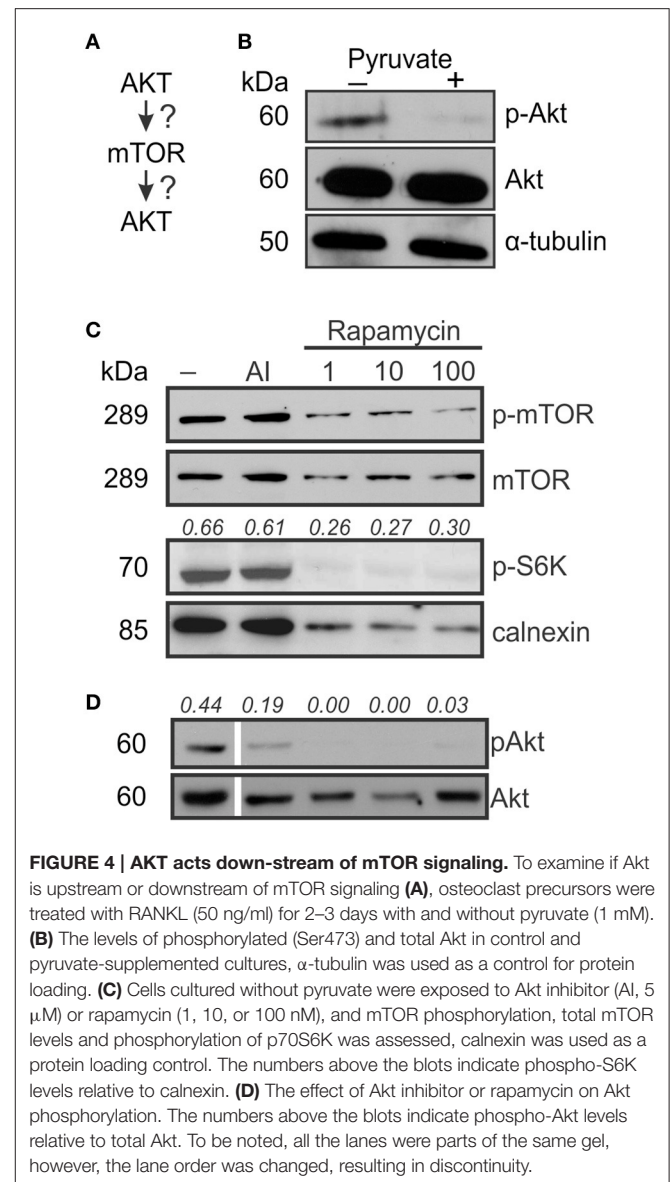 A
AKT
?
mTOR
?
AKT
B
Pyruvate
kDa – +
60 p-Akt
60 Akt
50 α-tubulin
C
Rapamycin
kDa – AI 1 10 100
289 p-mTOR
289 mTOR
0.66 0.61 0.26 0.27 0.30
70 p-S6K
85 calnexin
D 0.44 0.19 0.00 0.00 0.03
60 pAkt
60 Akt
FIGURE 4 | AKT acts down-stream of mTOR signaling. To examine if Akt
is upstream or downstream of mTOR signaling (A), osteoclast precursors were
treated with RANKL (50 ng/ml) for 2–3 days with and without pyruvate (1 mM).
(B) The levels of phosphorylated (Ser473) and total Akt in control and
pyruvate-supplemented cultures, α-tubulin was used as a control for protein
loading. (C) Cells cultured without pyruvate were exposed to Akt inhibitor (AI, 5
μM) or rapamycin (1, 10, or 100 nM), and mTOR phosphorylation, total mTOR
levels and phosphorylation of p70S6K was assessed, calnexin was used as a
protein loading control. The numbers above the blots indicate phospho-S6K
levels relative to calnexin. (D) The effect of Akt inhibitor or rapamycin on Akt
phosphorylation. The numbers above the blots indicate phospho-Akt levels
relative to total Akt. To be noted, all the lanes were parts of the same gel,
however, the lane order was changed, resulting in discontinuity.